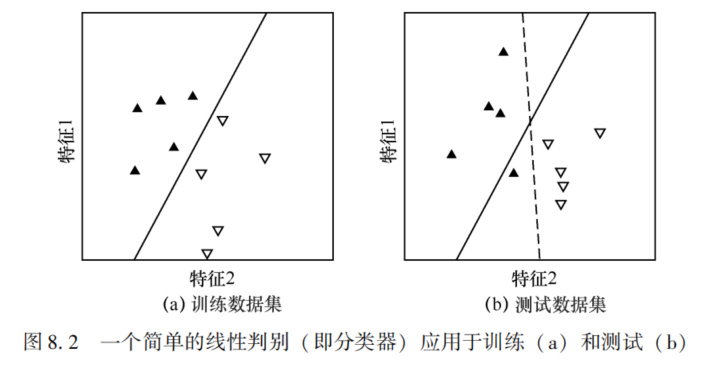 特征1
特征2
(a) 训练数据集
特征1
特征2
(b) 测试数据集
图 8.2 一个简单的线性判别（即分类器）应用于训练（a）和测试（b）